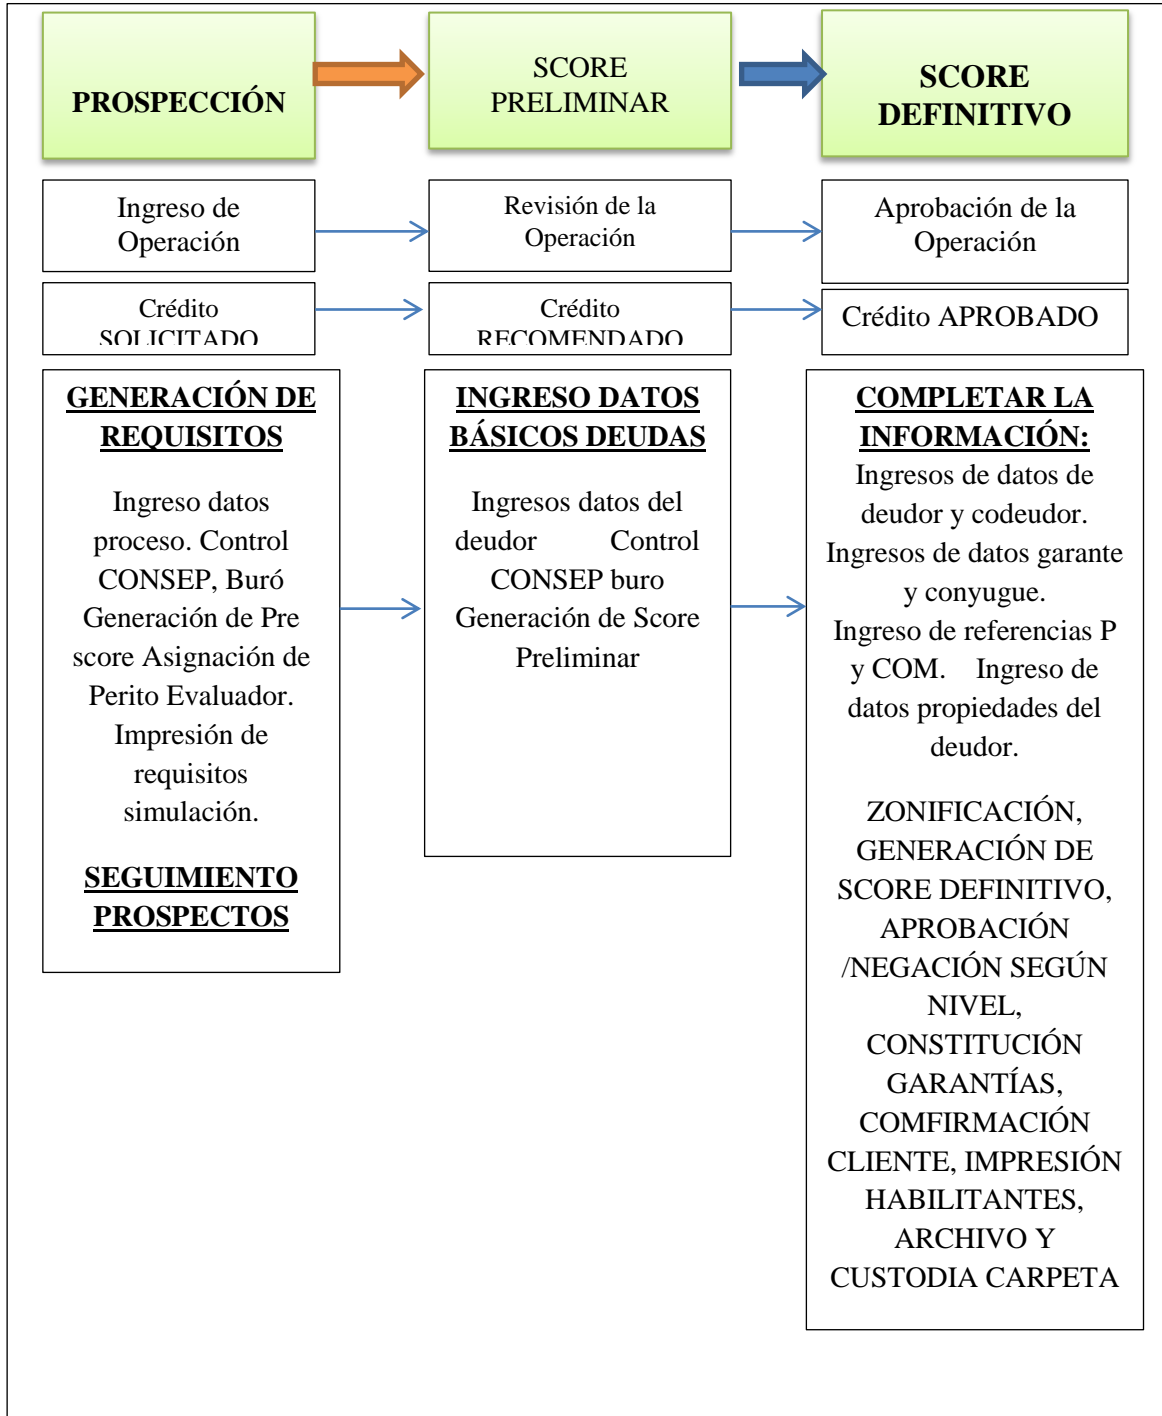 PROSPECCIÓN
SCORE
PRELIMINAR
SCORE
DEFINITIVO
Ingreso de
Operación
Revisión de la
Operación
Aprobación de la
Operación
Crédito
SOLICITADO
Crédito
RECOMENDADO
Crédito APROBADO
GENERACIÓN DE
REQUISITOS
Ingreso datos
proceso. Control
CONSEP, Buró
Generación de Pre
score Asignación de
Perito Evaluador.
Impresión de
requisitos
simulación.
SEGUIMIENTO
PROSPECTOS
INGRESO DATOS
BÁSICOS DEUDAS
Ingresos datos del
deudor Control
CONSEP buro
Generación de Score
Preliminar
COMPLETAR LA
INFORMACIÓN:
Ingresos de datos de
deudor y codeudor.
Ingresos de datos garante
y conyugue.
Ingreso de referencias P
y COM. Ingreso de
datos propiedades del
deudor.
ZONIFICACIÓN,
GENERACIÓN DE
SCORE DEFINITIVO,
APROBACIÓN
/NEGACIÓN SEGÚN
NIVEL,
CONSTITUCIÓN
GARANTÍAS,
COMFIRMACIÓN
CLIENTE, IMPRESIÓN
HABILITANTES,
ARCHIVO Y
CUSTODIA CARPETA